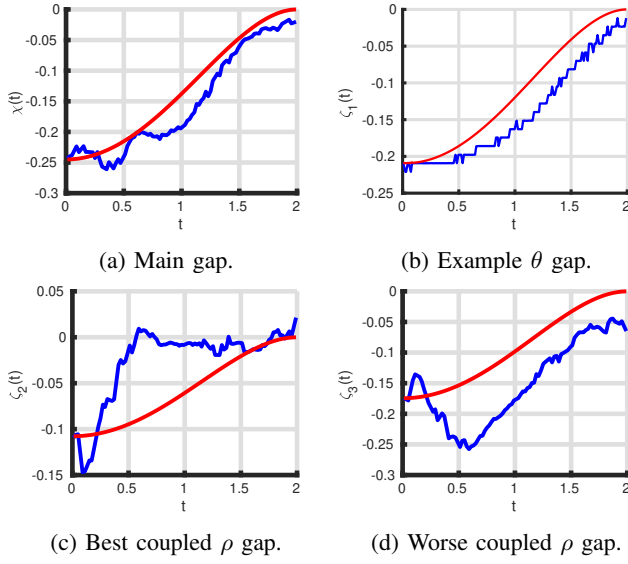 0
-0.05
-0.1
-0.15
-0.2
-0.25
-0.3
χ(t)
0 0.5 1 1.5 2
t
(a) Main gap.
0
-0.05
-0.1
-0.15
-0.2
-0.25
ζ1(t)
0 0.5 1 1.5 2
t
(b) Example θ gap.
0.05
0
-0.05
-0.1
-0.15
ζ2(t)
0 0.5 1 1.5 2
t
(c) Best coupled ρ gap.
0
-0.05
-0.1
-0.15
-0.2
-0.25
-0.3
ζ3(t)
0 0.5 1 1.5 2
t
(d) Worse coupled ρ gap.